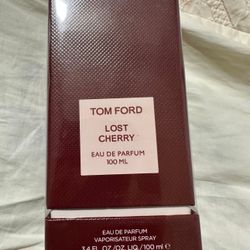 TOM FORD
LOST
CHERRY
EAU DE PARFUM
100 ML
EAU DE PARFUM
VAPORISATEUR SPRAY
3.4 FL.OZ./OZ. LIQ./100 ml ℮